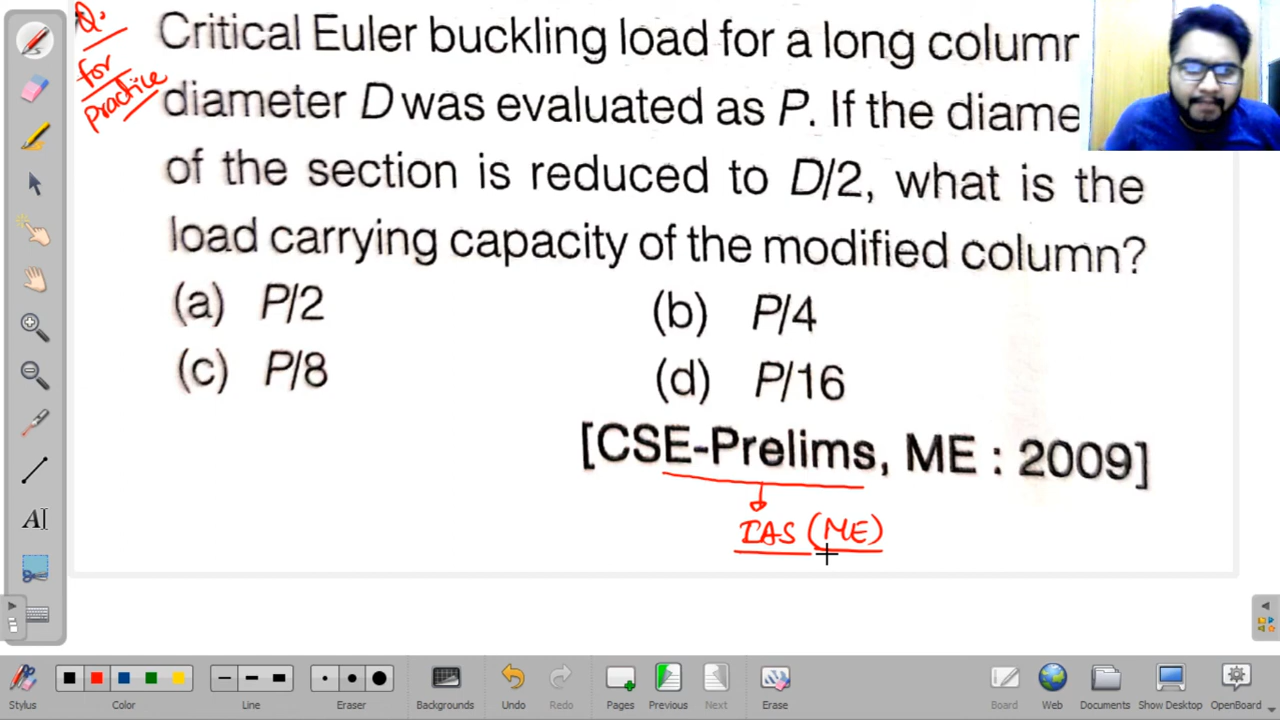 Q.
for
practice
Critical Euler buckling load for a long
diameter D was evaluated as P. If the
of the section is reduced to D/2, what is the
load carrying capacity of the modified column?
(a) P/2
(b) P/4
(c) P/8
(d) P/16
[CSE-Prelims, ME : 2009]
IAS (ME)
Stylus
Color
Line
Eraser
Backgrounds
Undo
Redo
Pages
Previous
Next
Erase
Board
Web
Documents
Show Desktop
OpenBoard
AI